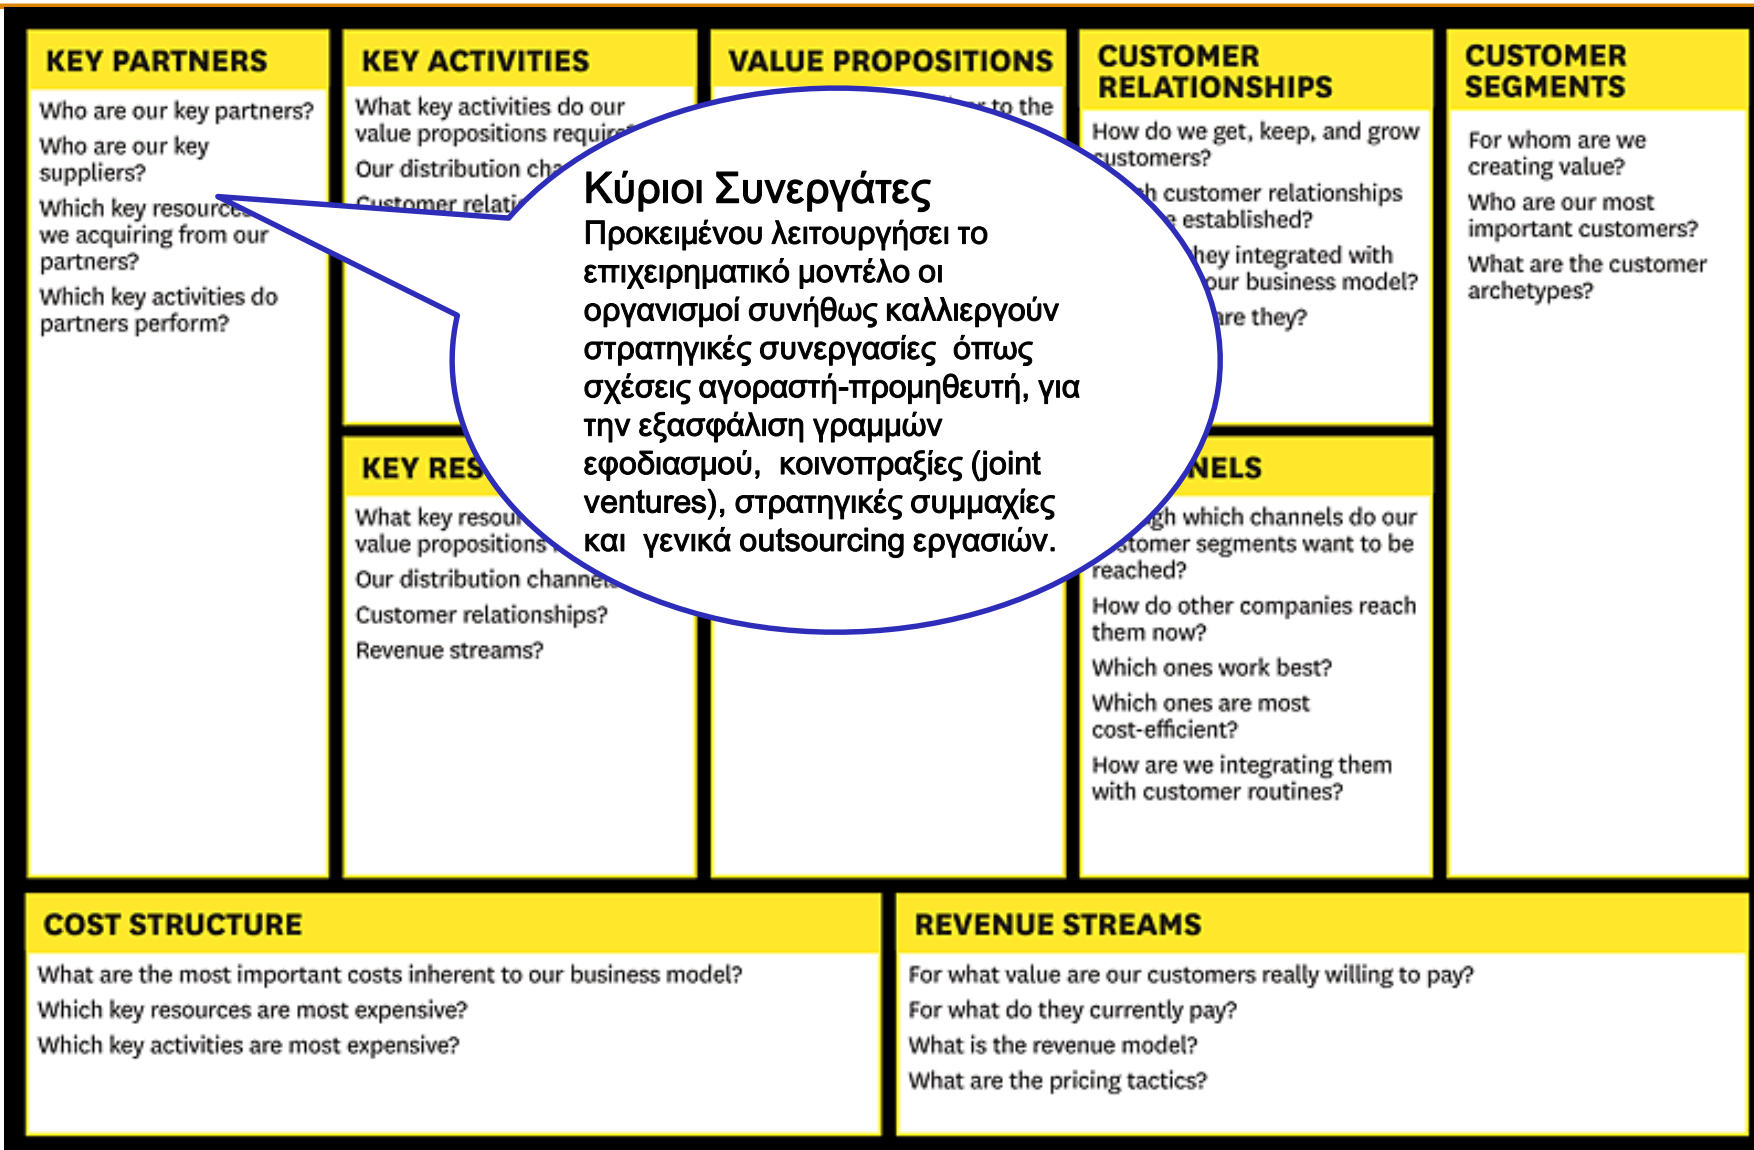 KEY PARTNERS
Who are our key partners?
Who are our key
suppliers?
Which key
we acquiring from our
partners?
Which key activities do
partners perform?
KEY ACTIVITIES
What key activities do our
value propositions
Our distribution
Customer
VALUE PROPOSITIONS
to the
CUSTOMER
RELATIONSHIPS
How do we get, keep, and grow
customers?
customer relationships
established?
they integrated with
our business model?
are they?
CUSTOMER
SEGMENTS
For whom are we
creating value?
Who are our most
important customers?
What are the customer
archetypes?
Κύριοι Συνεργάτες
Προκειμένου λειτουργήσει το
επιχειρηματικό μοντέλο οι
οργανισμοί συνήθως καλλιεργούν
στρατηγικές συνεργασίες όπως
σχέσεις αγοραστή-προμηθευτή, για
την εξασφάλιση γραμμών
εφοδιασμού, κοινοπραξίες (joint
ventures), στρατηγικές συμμαχίες
και γενικά outsourcing εργασιών.
KEY
What key
value propositions
Our distribution channels
Customer relationships?
Revenue streams?
which channels do our
customer segments want to be
reached?
How do other companies reach
them now?
Which ones work best?
Which ones are most
cost-efficient?
How are we integrating them
with customer routines?
COST STRUCTURE
What are the most important costs inherent to our business model?
Which key resources are most expensive?
Which key activities are most expensive?
REVENUE STREAMS
For what value are our customers really willing to pay?
For what do they currently pay?
What is the revenue model?
What are the pricing tactics?